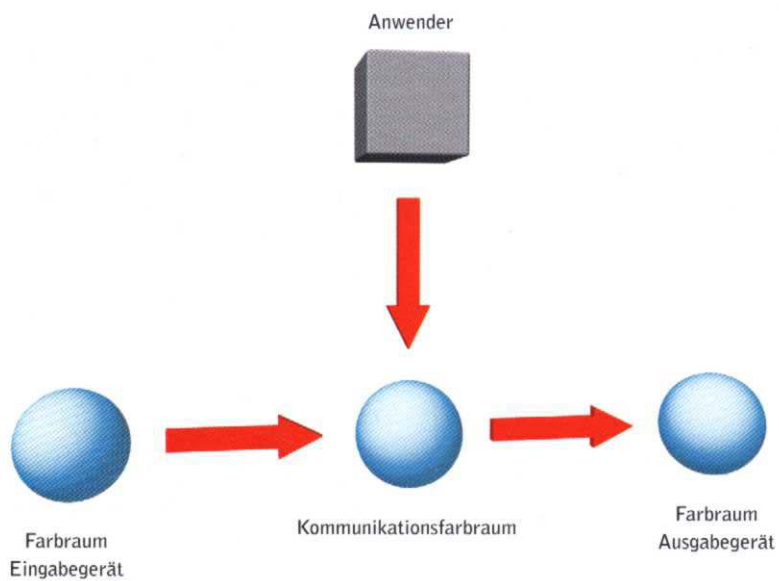 Anwender
Farbraum
Eingabegerät
Kommunikationsfarbraum
Farbraum
Ausgabegerät